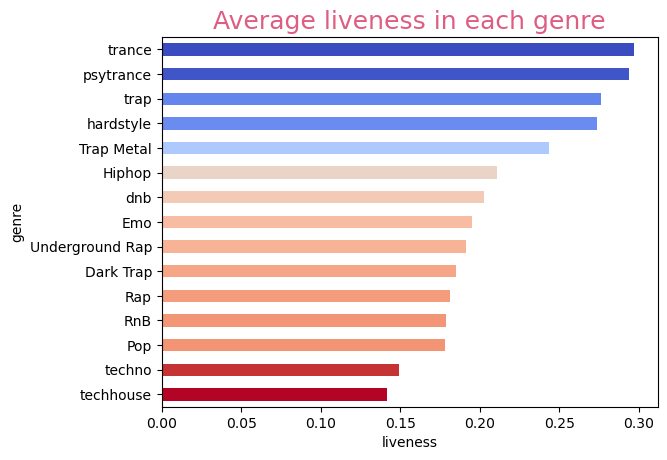 Average liveness in each genre
trance
psytrance
trap
hardstyle
Trap Metal
Hiphop
dnb
Emo
Underground Rap
Dark Trap
Rap
RnB
Pop
techno
techhouse
genre
0.00 0.05 0.10 0.15 0.20 0.25 0.30
liveness